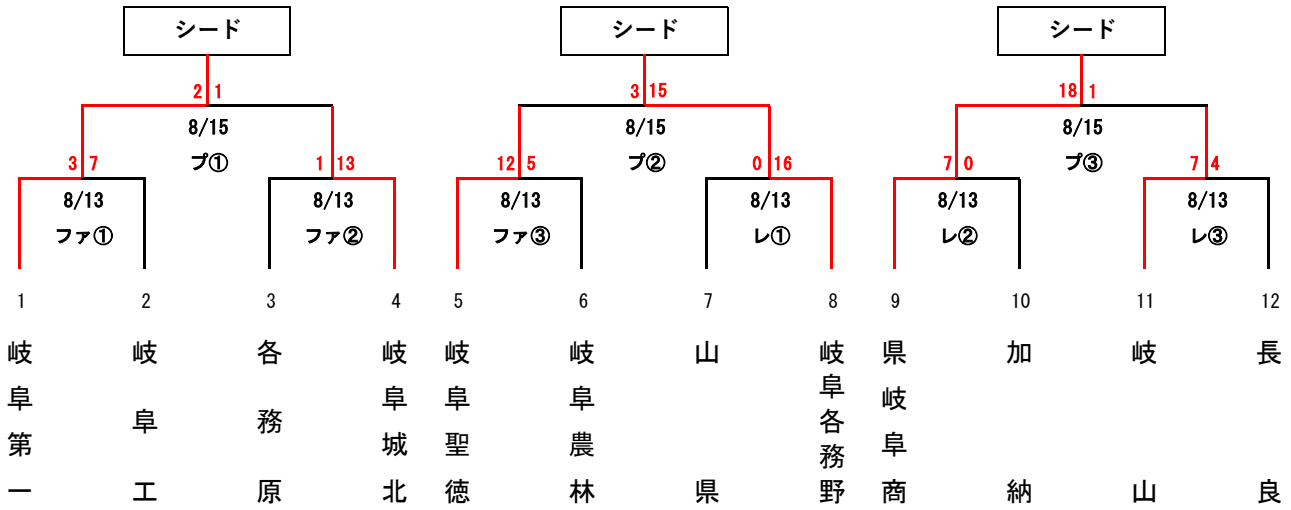 シード シード シード
2 1 3 15 18 1
8/15 8/15 8/15
3 7 プ① 1 13 12 5 プ② 0 16 7 0 プ③ 7 4
8/13 8/13 8/13 8/13 8/13 8/13
ファ① ファ② ファ③ レ① レ② レ③
1 2 3 4 5 6 7 8 9 10 11 12
岐阜第一
岐阜工
各務原
岐阜城北
岐阜聖徳
岐阜農林
山県
岐阜各務野
県岐阜商
加納
岐山
長良